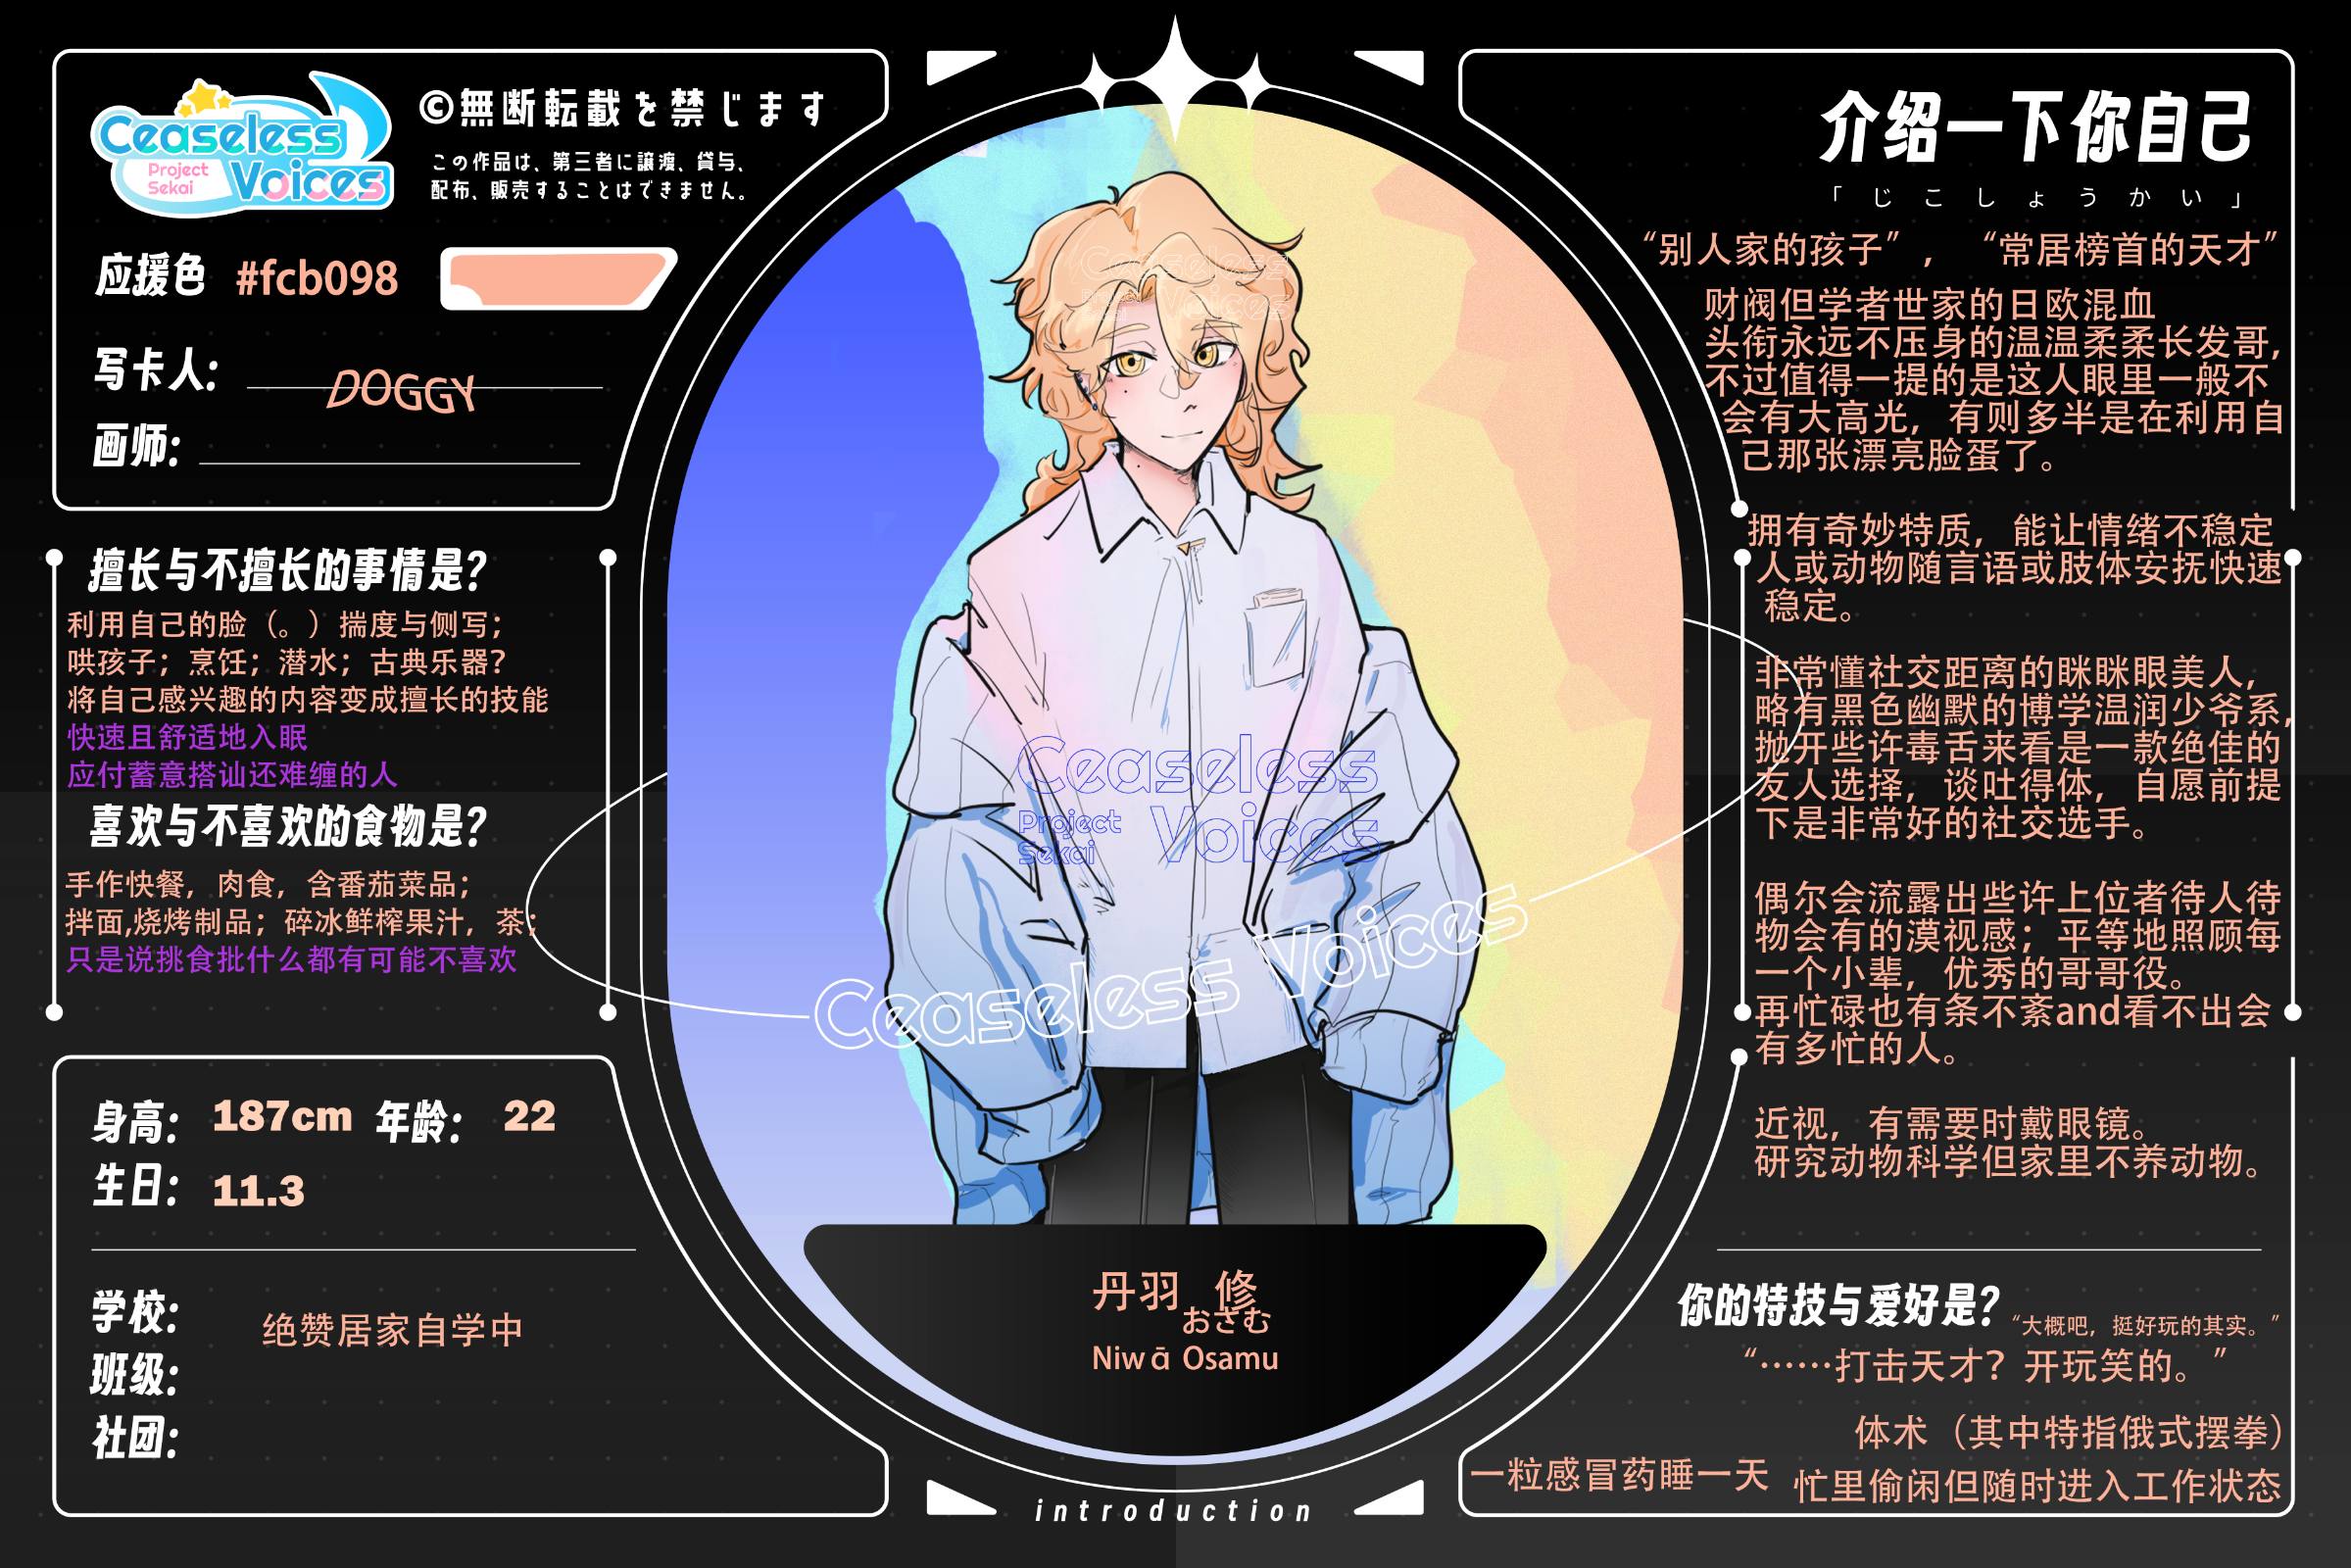 Ceaseless
Project
Sekai
Voices
©無断転載を禁じます
この作品は、第三者に譲渡、貸与、
配布、販売することはできません。
应援色 #fcb098
写卡人: DOGGY
画师:
擅长与不擅长的事情是?
利用自己的脸（。）揣度与侧写；
哄孩子；烹饪；潜水；古典乐器?
将自己感兴趣的内容变成擅长的技能
快速且舒适地入眠
应付蓄意搭讪还难缠的人
喜欢与不喜欢的食物是?
手作快餐，肉食，含番茄菜品；
拌面,烧烤制品；碎冰鲜榨果汁，茶；
只是说挑食批什么都有可能不喜欢
身高: 187cm 年龄: 22
生日: 11.3
学校: 绝赞居家自学中
班级:
社团:
Ceaseless
Project
Sekai
Voices
Ceaseless
Project
Sekai
Voices
Ceaseless Voices
丹羽 修
おさむ
Niwā Osamu
introduction
介绍一下你自己
「じこしょうかい」
“别人家的孩子”， “常居榜首的天才”
财阀但学者世家的日欧混血
头衔永远不压身的温温柔柔长发哥，
不过值得一提的是这人眼里一般不
会有大高光，有则多半是在利用自
己那张漂亮脸蛋了。
拥有奇妙特质，能让情绪不稳定
人或动物随言语或肢体安抚快速
稳定。
非常懂社交距离的眯眯眼美人，
略有黑色幽默的博学温润少爷系，
抛开些许毒舌来看是一款绝佳的
友人选择，谈吐得体，自愿前提
下是非常好的社交选手。
偶尔会流露出些许上位者待人待
物会有的漠视感；平等地照顾每
一个小辈，优秀的哥哥役。
再忙碌也有条不紊and看不出会
有多忙的人。
近视，有需要时戴眼镜。
研究动物科学但家里不养动物。
你的特技与爱好是? “大概吧，挺好玩的其实。”
“……打击天才？开玩笑的。”
体术（其中特指俄式摆拳）
一粒感冒药睡一天 忙里偷闲但随时进入工作状态